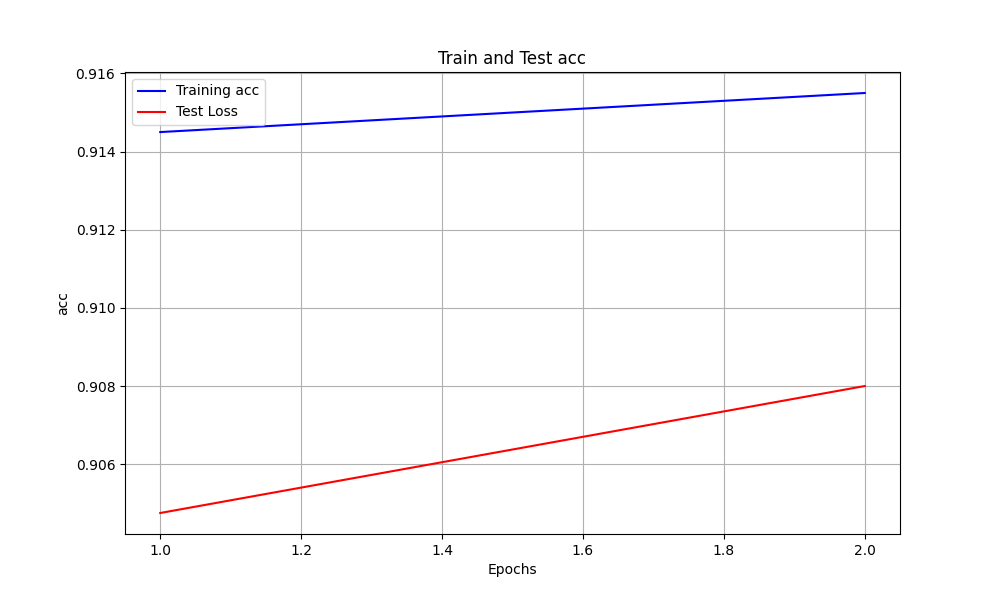 Train and Test acc
Training acc
Test Loss
acc
0.916
0.914
0.912
0.910
0.908
0.906
1.0 1.2 1.4 1.6 1.8 2.0
Epochs